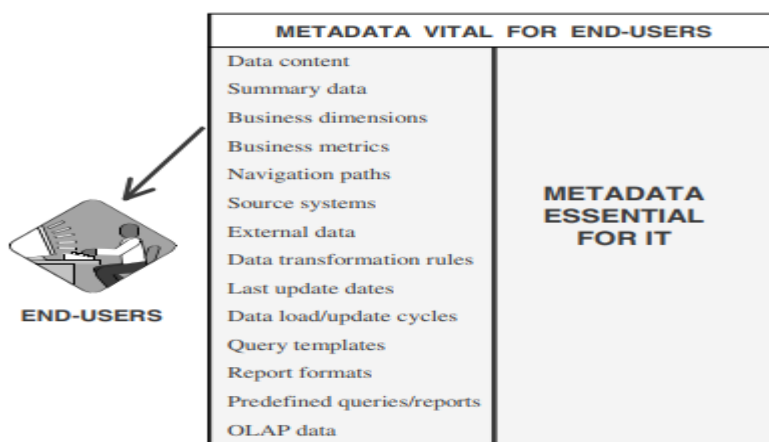 METADATA VITAL FOR END-USERS
Data content
Summary data
Business dimensions
Business metrics
Navigation paths
Source systems
External data
Data transformation rules
Last update dates
Data load/update cycles
Query templates
Report formats
Predefined queries/reports
OLAP data
METADATA
ESSENTIAL
FOR IT
END-USERS